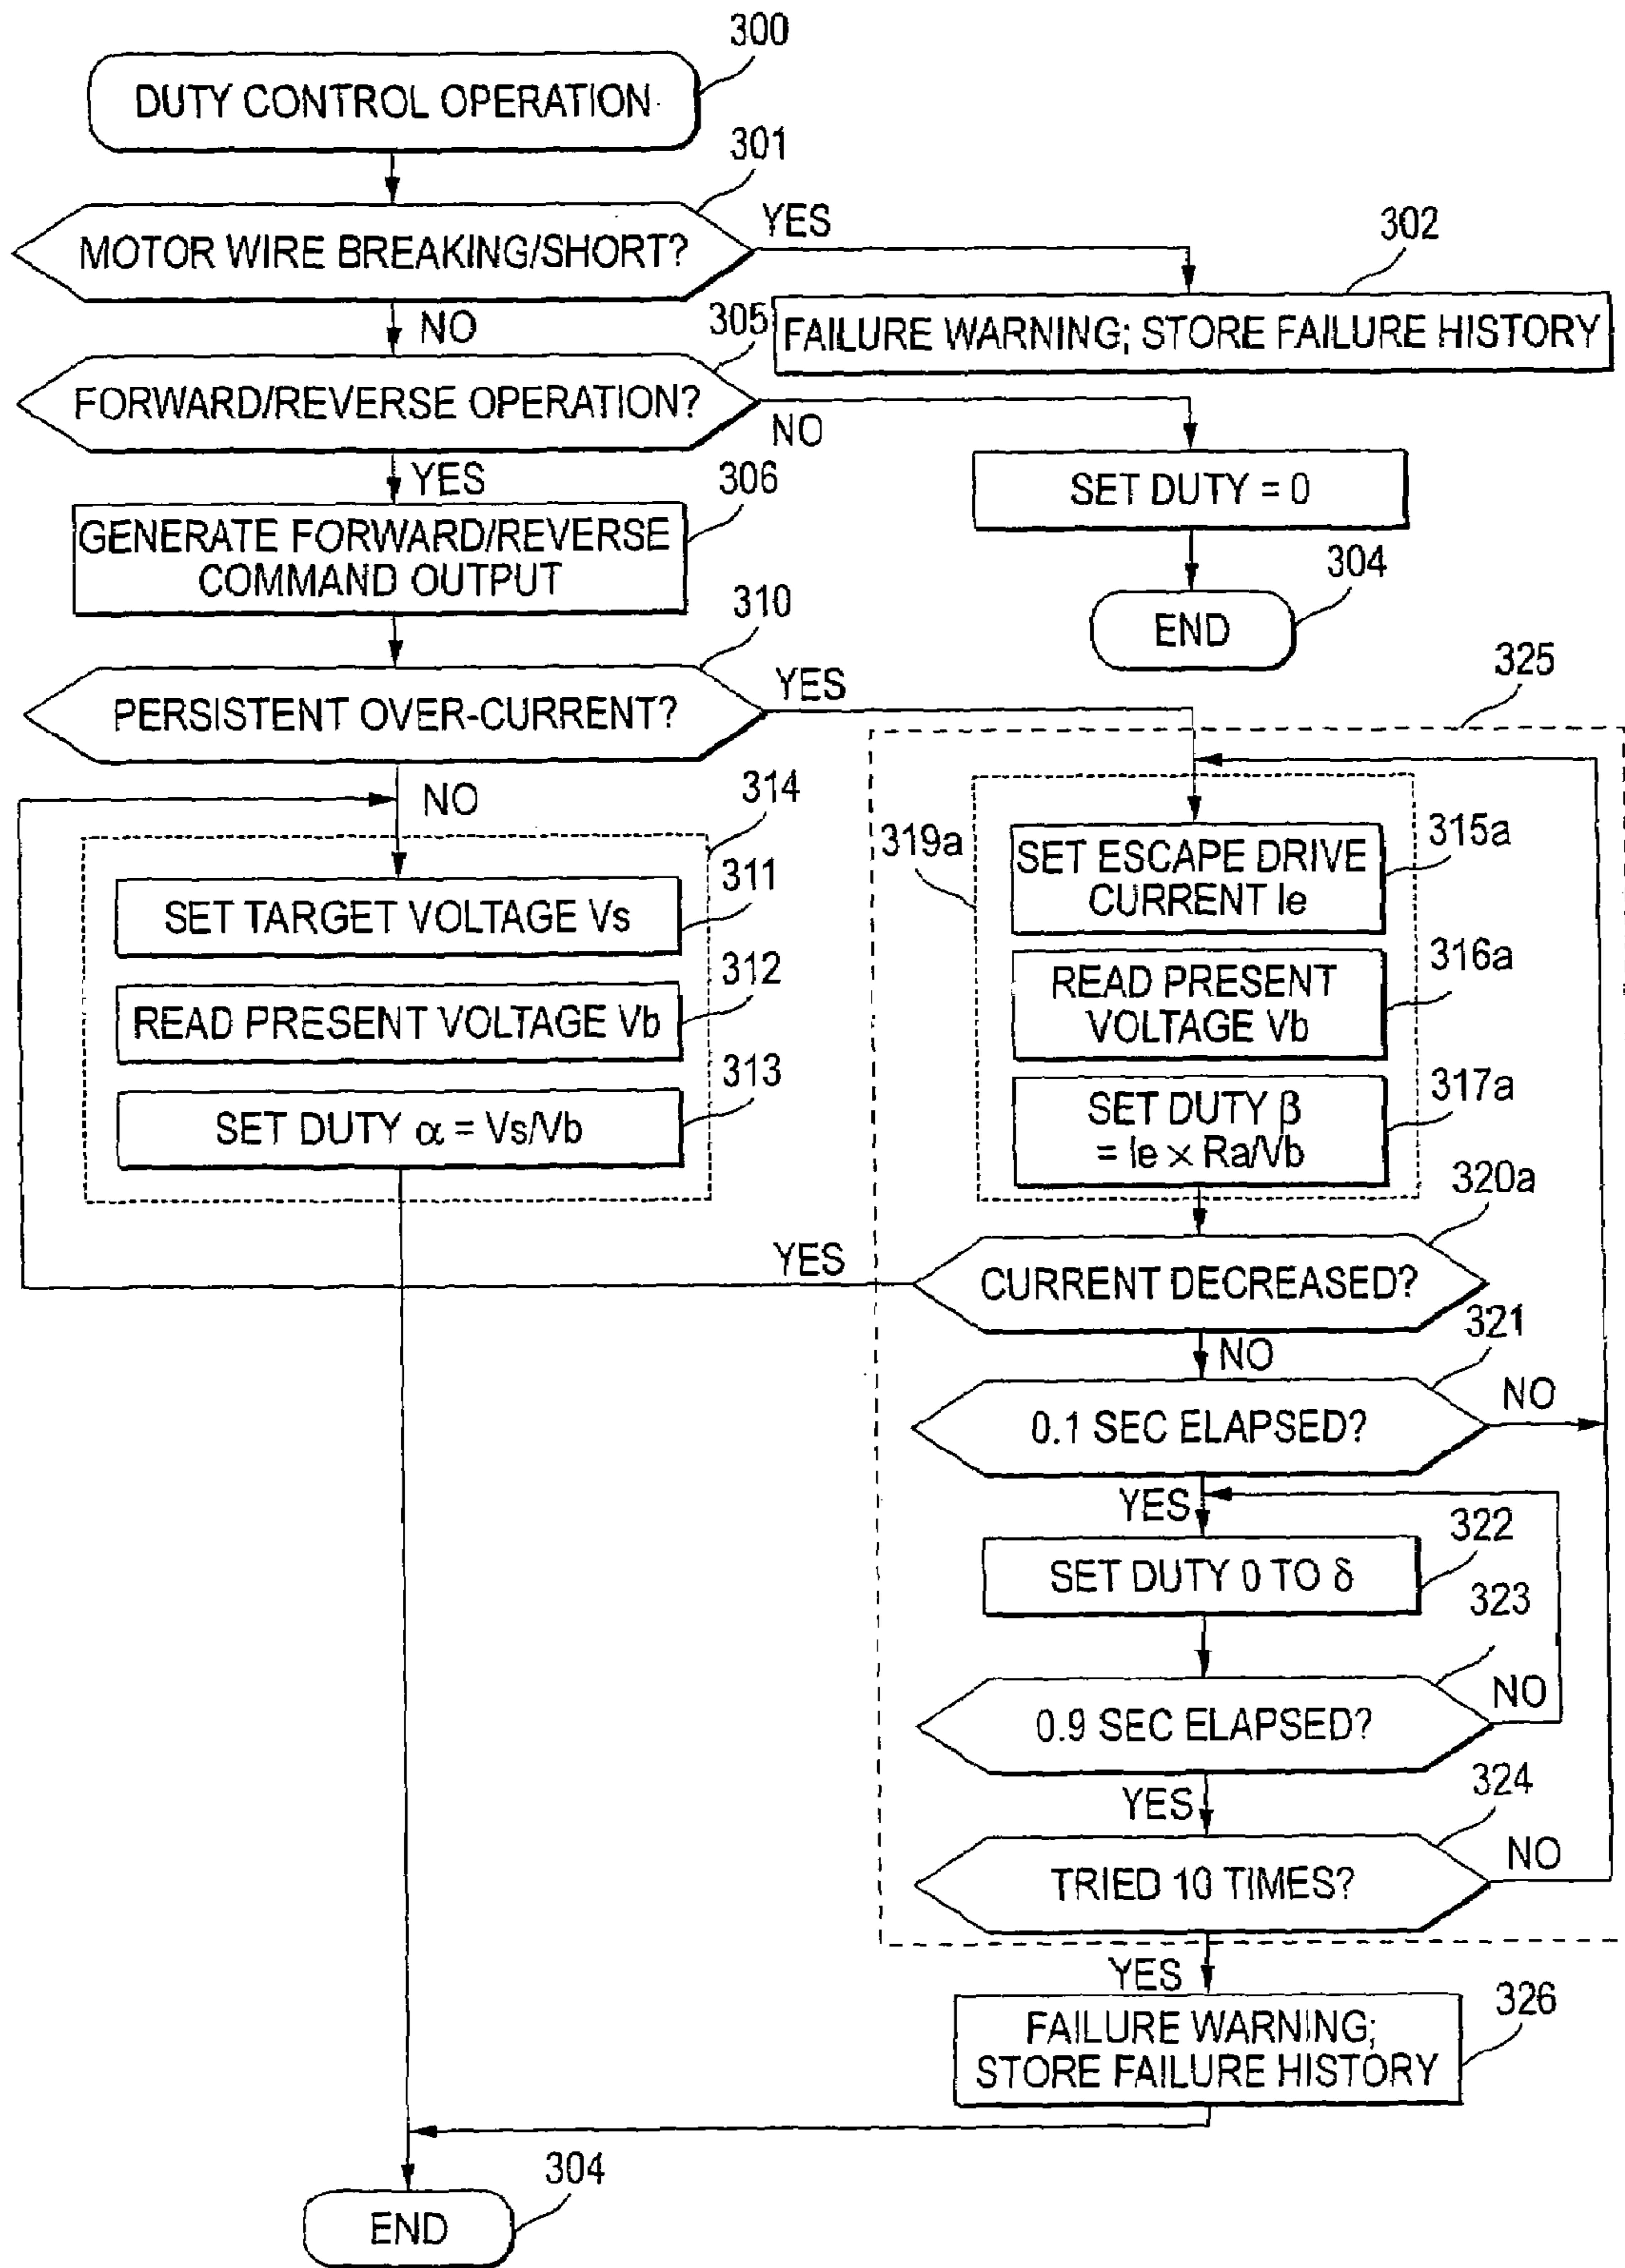 300
DUTY CONTROL OPERATION
301
MOTOR WIRE BREAKING/SHORT?
YES
302
FAILURE WARNING; STORE FAILURE HISTORY
NO
305
FORWARD/REVERSE OPERATION?
NO
SET DUTY = 0
YES
306
GENERATE FORWARD/REVERSE
COMMAND OUTPUT
304
END
310
PERSISTENT OVER-CURRENT?
YES
325
NO
314
311
SET TARGET VOLTAGE Vs
312
READ PRESENT VOLTAGE Vb
313
SET DUTY α = Vs/Vb
319a
315a
SET ESCAPE DRIVE
CURRENT Ie
316a
READ PRESENT
VOLTAGE Vb
317a
SET DUTY β
= Ie × Ra/Vb
320a
YES
CURRENT DECREASED?
NO
321
0.1 SEC ELAPSED?
NO
YES
322
SET DUTY 0 TO δ
323
0.9 SEC ELAPSED?
NO
YES
324
TRIED 10 TIMES?
NO
YES
326
FAILURE WARNING;
STORE FAILURE HISTORY
304
END